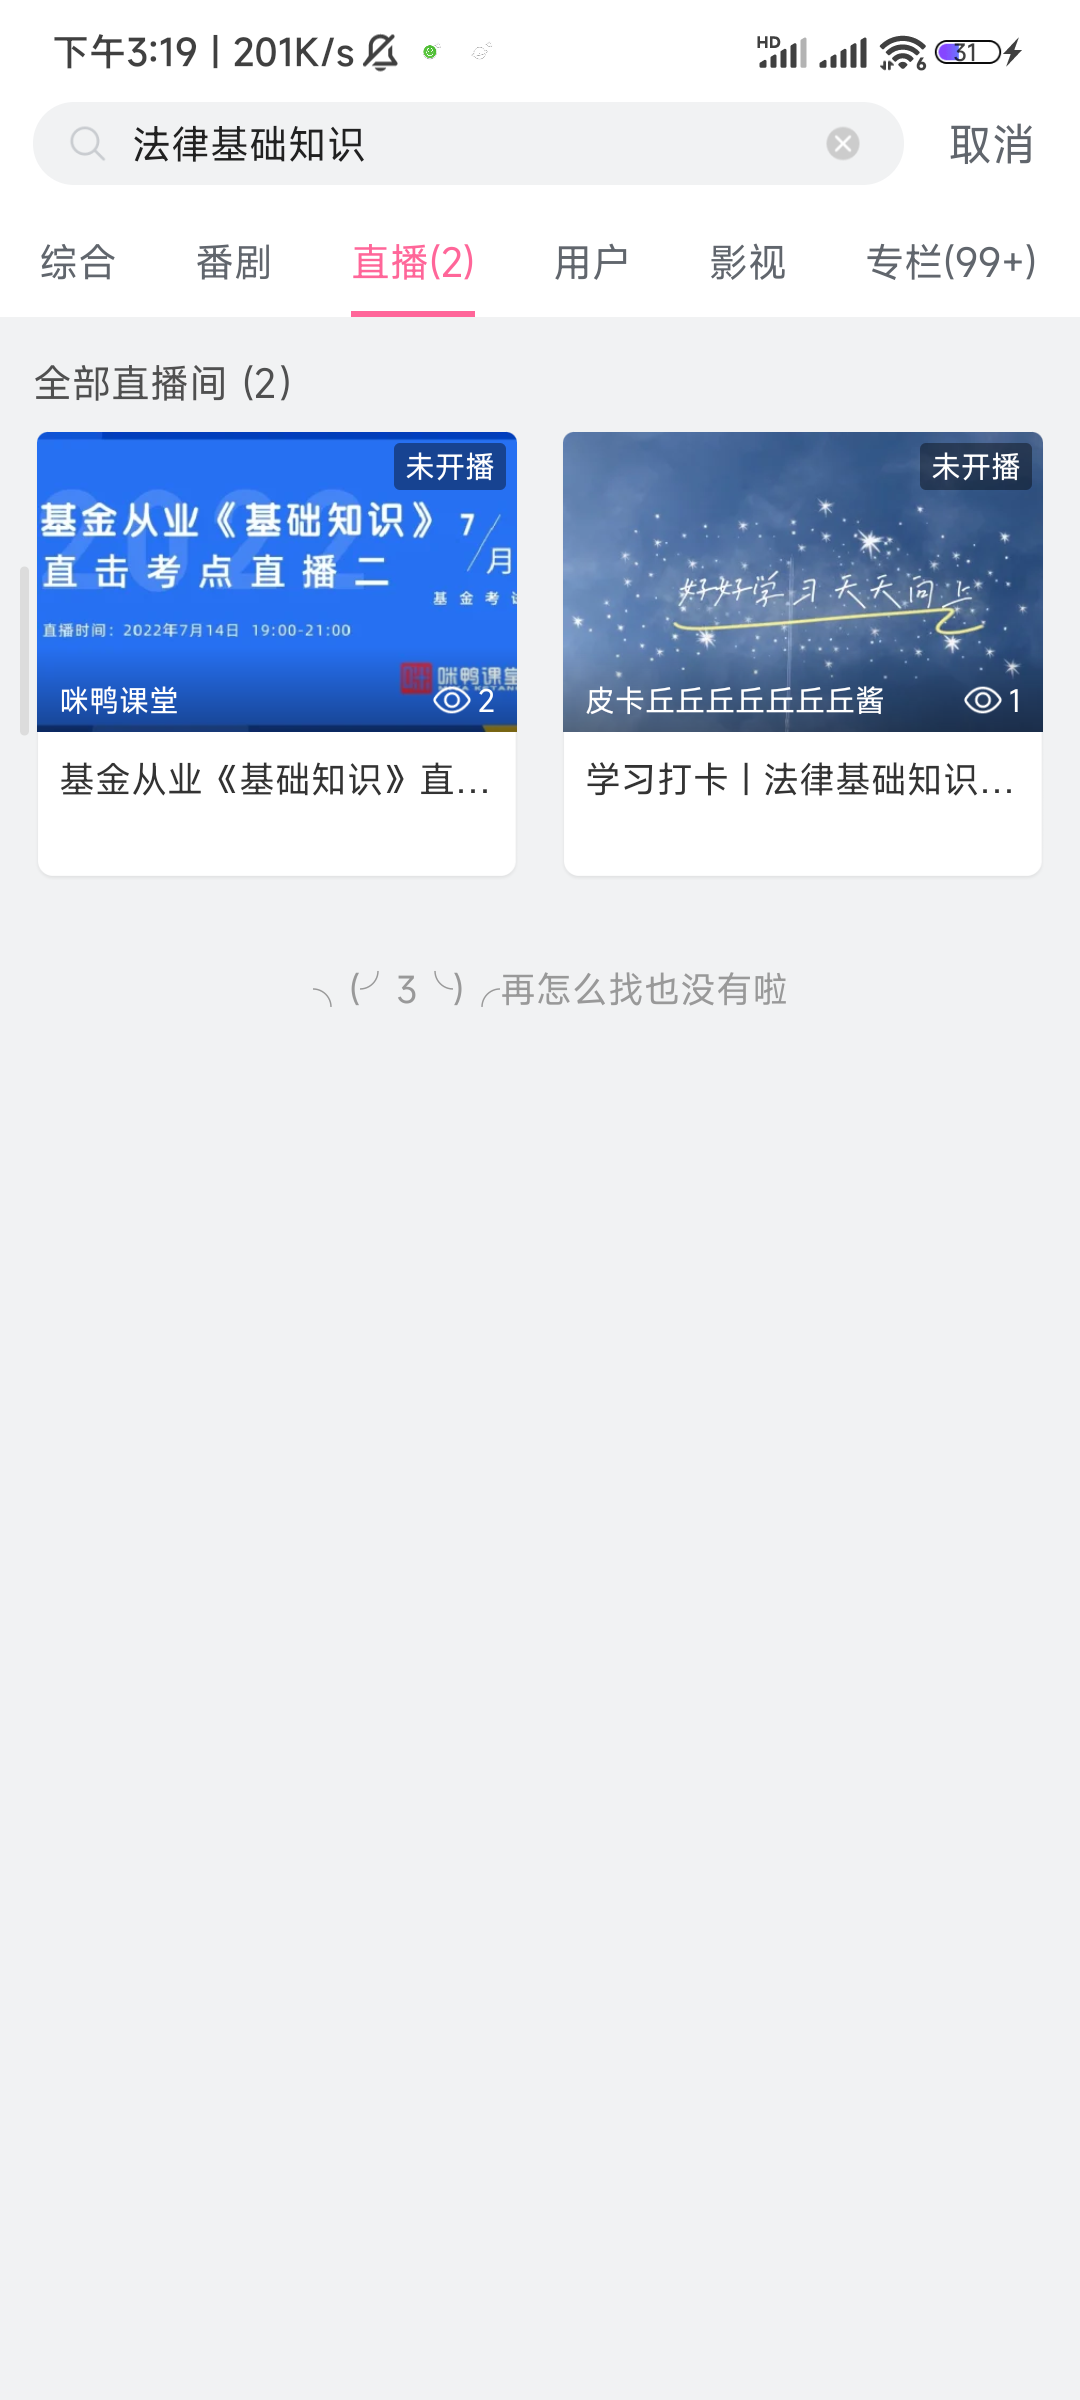 下午3:19 | 201K/s
HD
6
31
法律基础知识
取消
综合
番剧
直播(2)
用户
影视
专栏(99+)
全部直播间 (2)
未开播
2022
基金从业《基础知识》
7
月
直击考点直播二
基金考
直播时间：2022年7月14日 19:00-21:00
咪鸭课堂
咪鸭课堂
2
基金从业《基础知识》直...
未开播
好好学习天天向上
皮卡丘丘丘丘丘丘丘酱
1
学习打卡丨法律基础知识...
╮(╯3╰)╭再怎么找也没有啦